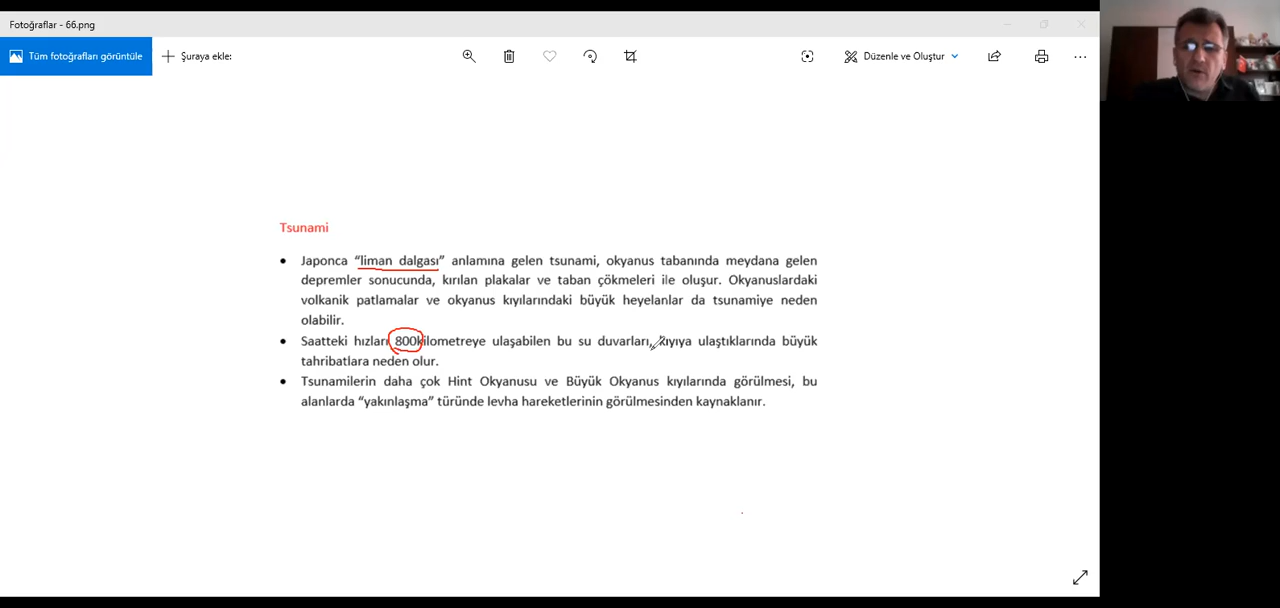 Fotoğraflar - 66.png
Tüm fotoğrafları görüntüle
Şuraya ekle:
Düzenle ve Oluştur
Tsunami
• Japonca “liman dalgası” anlamına gelen tsunami, okyanus tabanında meydana gelen
depremler sonucunda, kırılan plakalar ve taban çökmeleri ile oluşur. Okyanuslardaki
volkanik patlamalar ve okyanus kıyılarındaki büyük heyelanlar da tsunamiye neden
olabilir.
• Saatteki hızları 800kilometreye ulaşabilen bu su duvarları, kıyıya ulaştıklarında büyük
tahribatlara neden olur.
• Tsunamilerin daha çok Hint Okyanusu ve Büyük Okyanus kıyılarında görülmesi, bu
alanlarda “yakınlaşma” türünde levha hareketlerinin görülmesinden kaynaklanır.